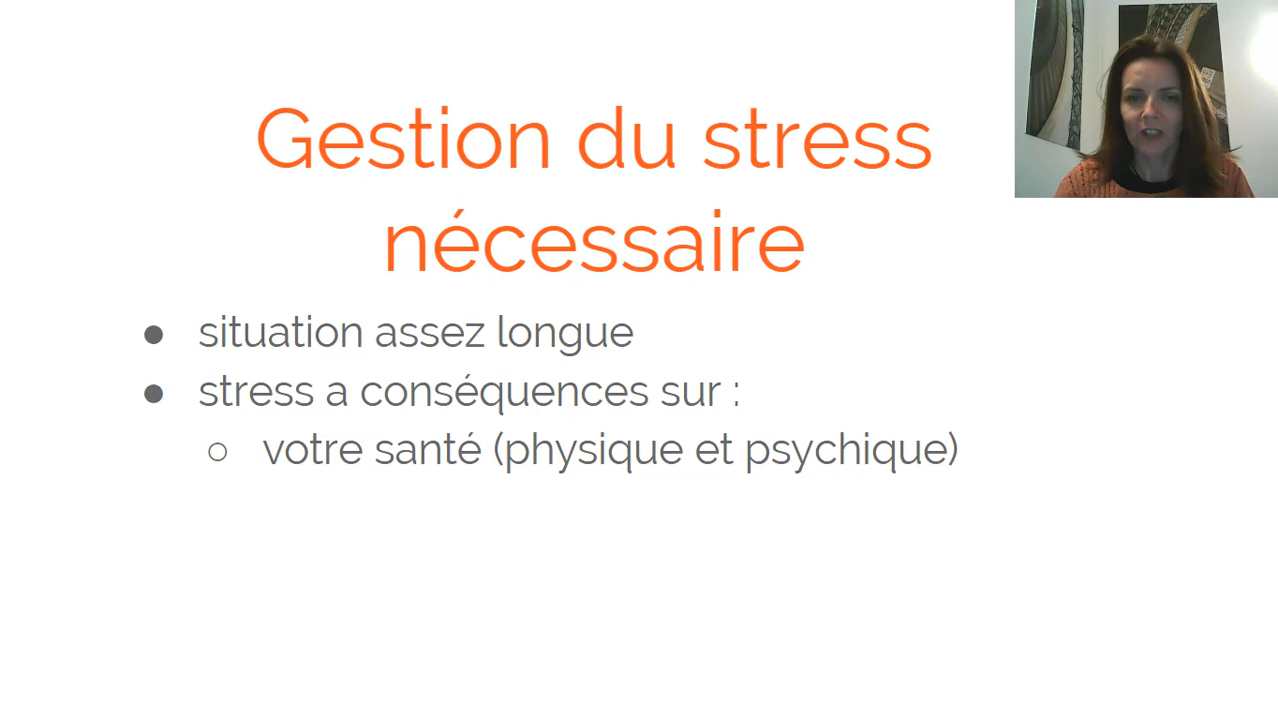 Gestion du stress
nécessaire
● situation assez longue
● stress a conséquences sur :
○ votre santé (physique et psychique)